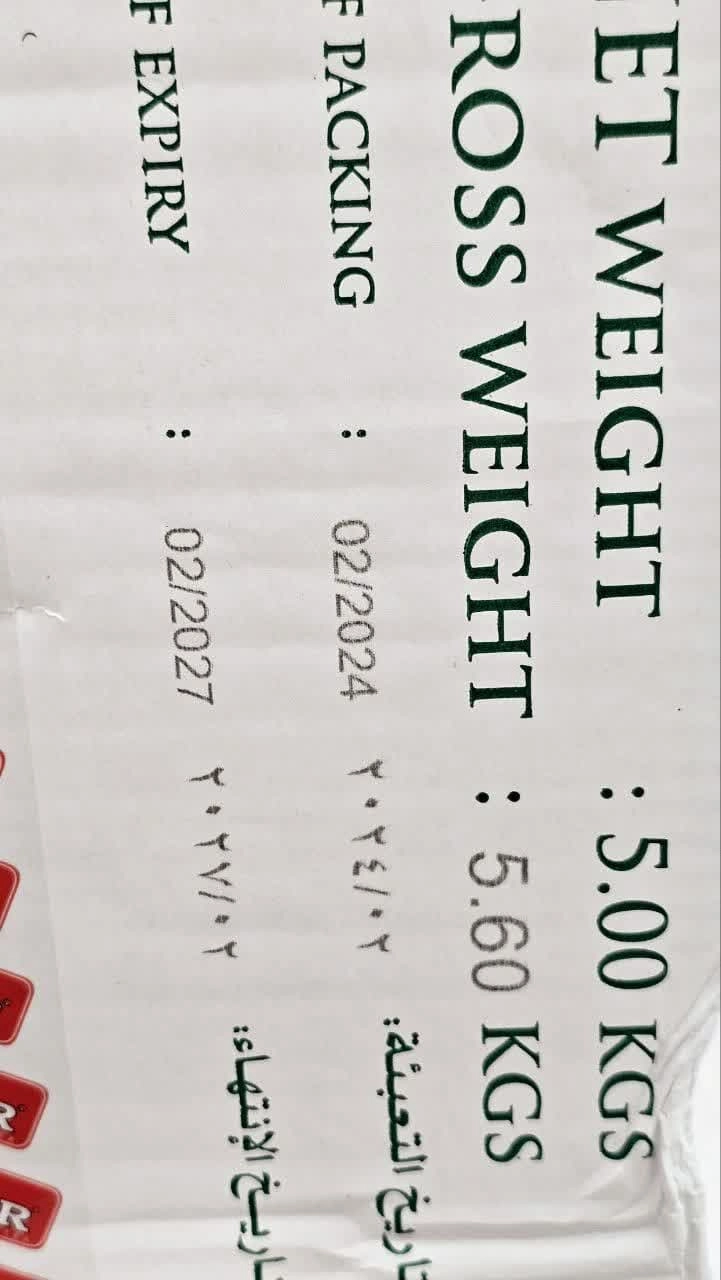 ET WEIGHT : 5.00 KGS
ROSS WEIGHT : 5.60 KGS
F PACKING : 02/2024 ٢٠٢٤/٠٢ تاريخ التعبئة:
F EXPIRY : 02/2027 ٢٠٢٧/٠٢ تاريخ الإنتهاء:
R
R